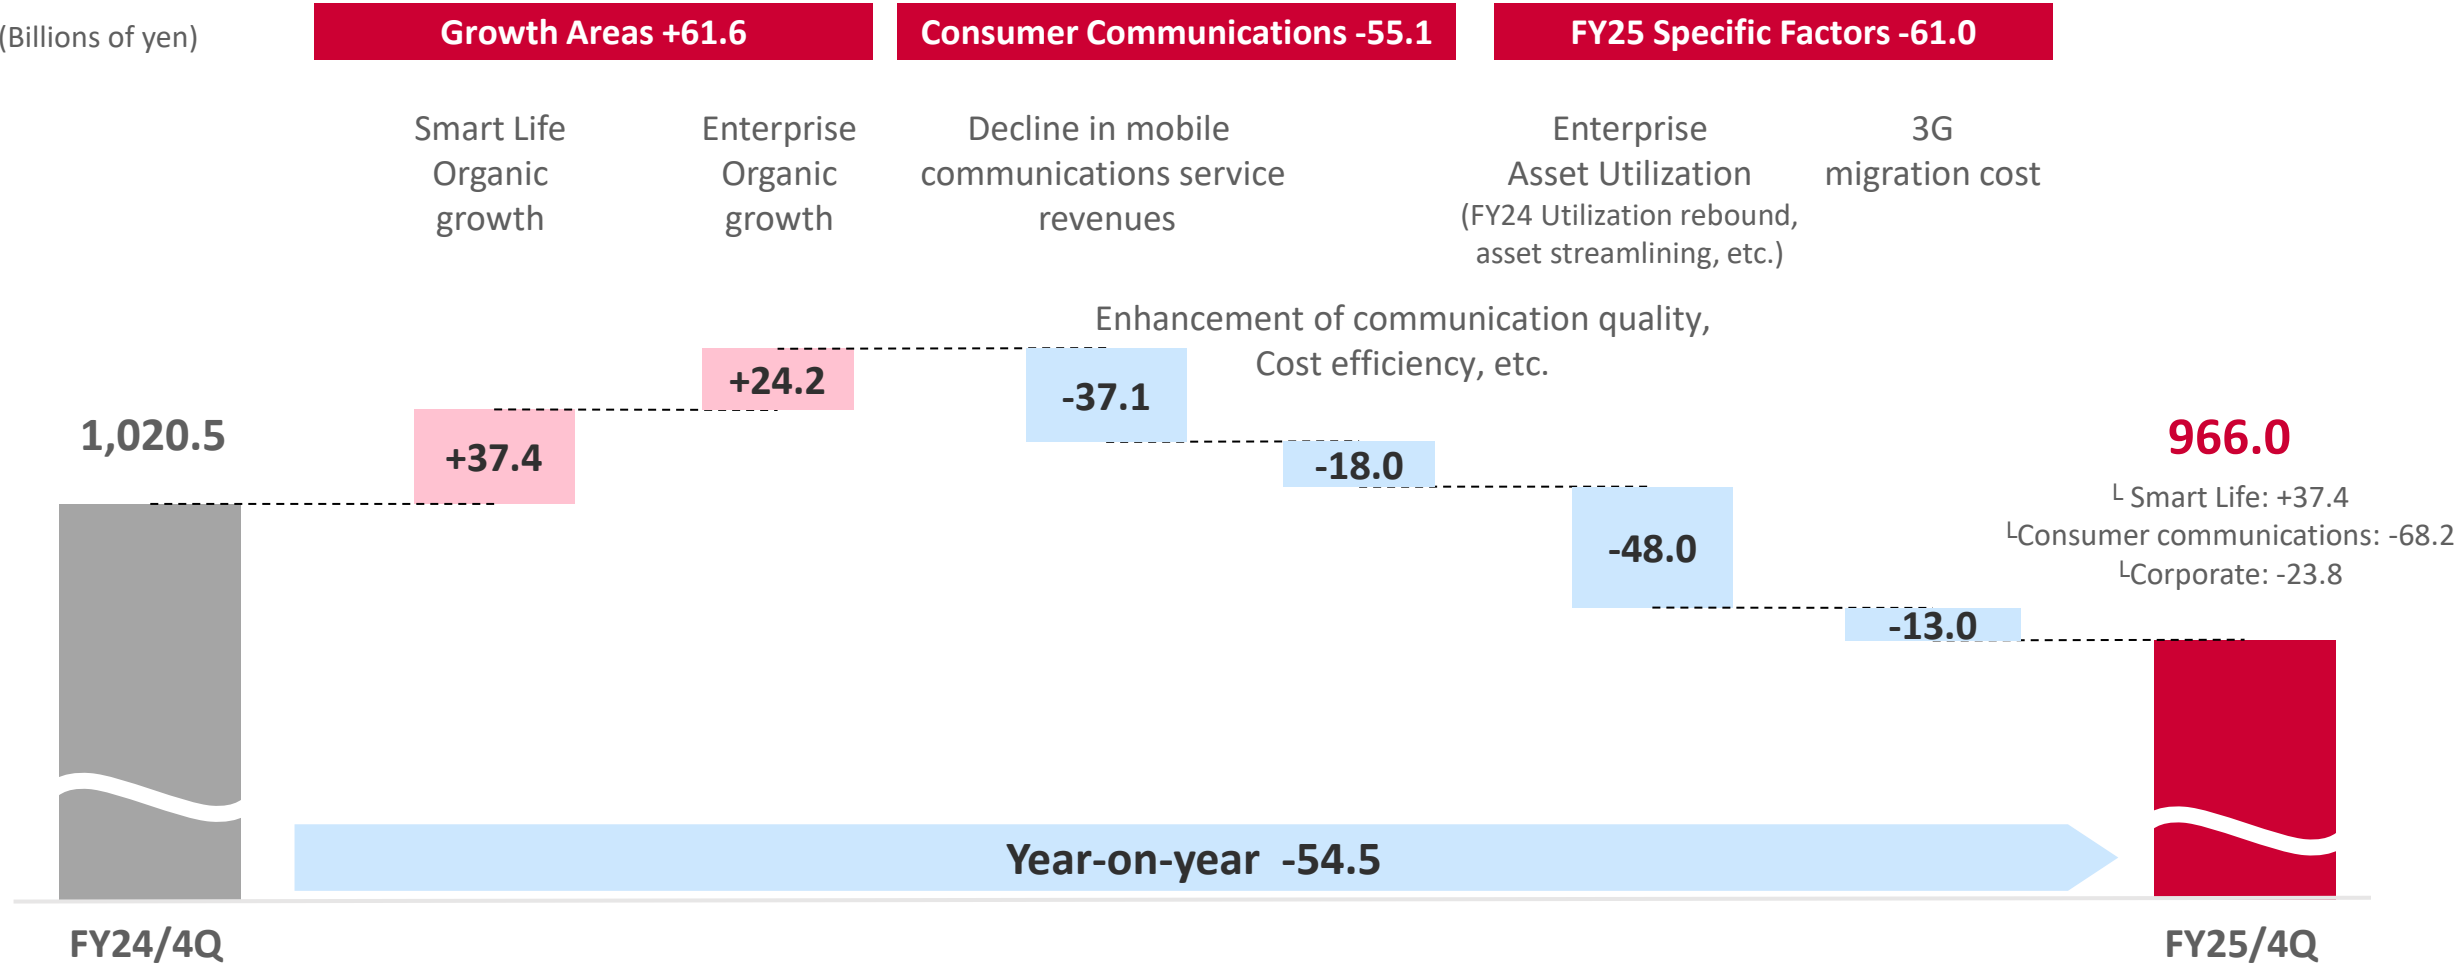 (Billions of yen)
Growth Areas +61.6
Consumer Communications -55.1
FY25 Specific Factors -61.0
Smart Life
Organic
growth
Enterprise
Organic
growth
Decline in mobile
communications service
revenues
Enhancement of communication quality,
Cost efficiency, etc.
Enterprise
Asset Utilization
(FY24 Utilization rebound,
asset streamlining, etc.)
3G
migration cost
1,020.5
+37.4
+24.2
-37.1
-18.0
-48.0
-13.0
966.0
└ Smart Life: +37.4
└Consumer communications: -68.2
└Corporate: -23.8
Year-on-year -54.5
FY24/4Q
FY25/4Q